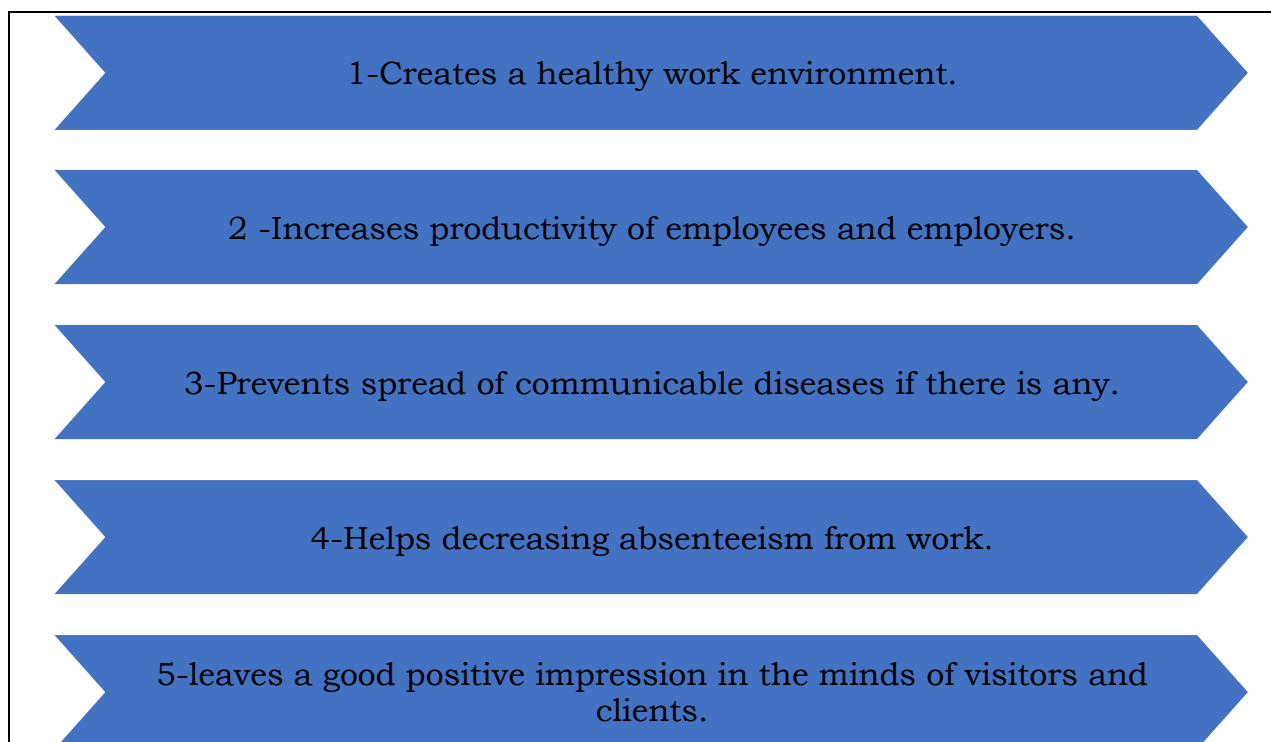 1-Creates a healthy work environment.
2 -Increases productivity of employees and employers.
3-Prevents spread of communicable diseases if there is any.
4-Helps decreasing absenteeism from work.
5-leaves a good positive impression in the minds of visitors and
clients.